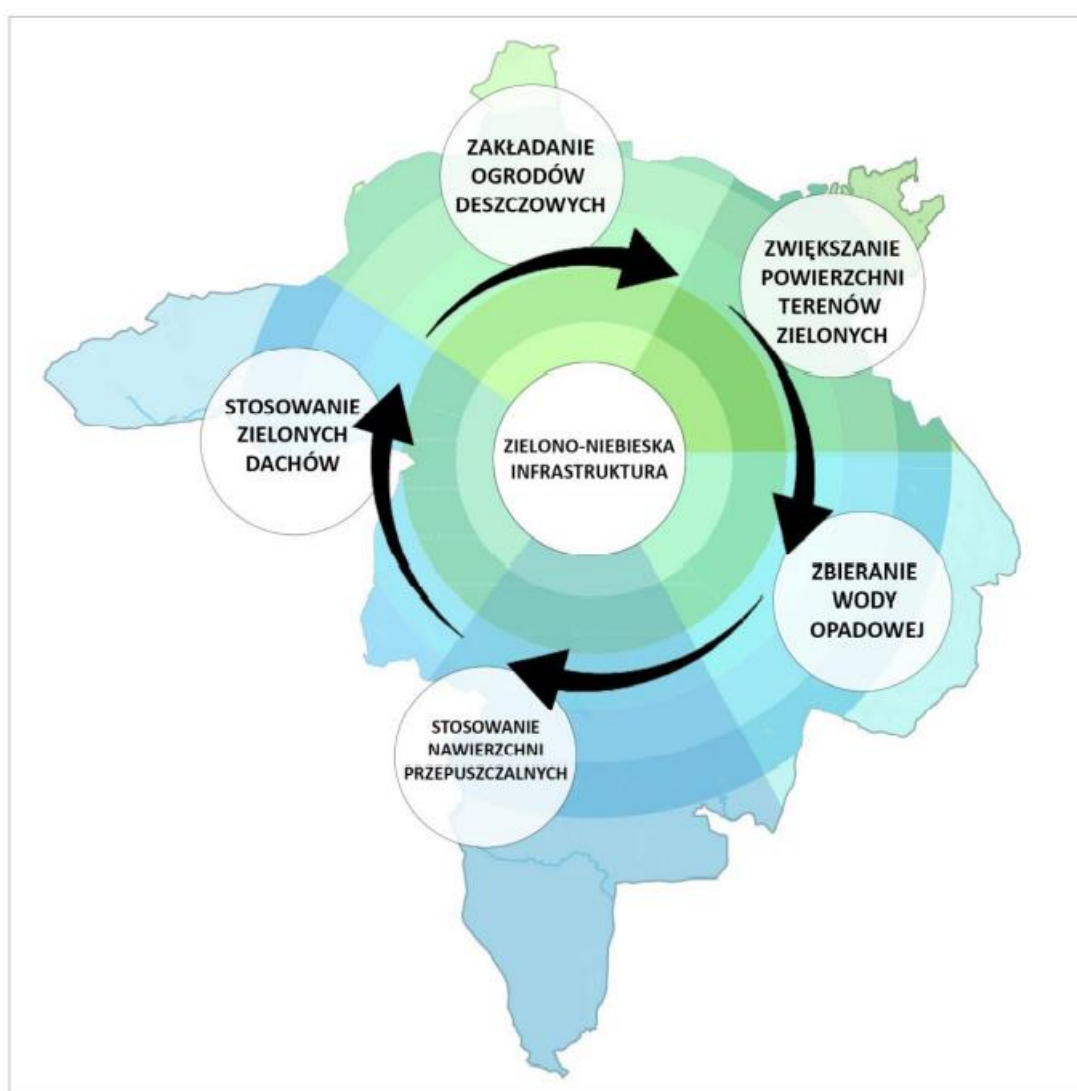 ZAKŁADANIE
OGRODÓW
DESZCZOWYCH
ZWIĘKSZANIE
POWIERZCHNI
TERENÓW
ZIELONYCH
STOSOWANIE
ZIELONYCH
DACHÓW
ZIELONO-NIEBIESKA
INFRASTRUKTURA
ZBIERANIE
WODY
OPADOWEJ
STOSOWANIE
NAWIERZCHNI
PRZEPUSZCZALNYCH